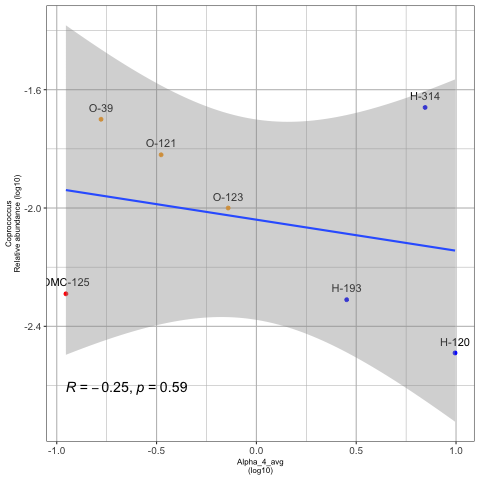 H-314
-1.6
O-39
O-121
O-123
-2.0
Coprococcus
Relative abundance (log10)
OMC-125
H-193
-2.4
H-120
R = −0.25, p = 0.59
-1.0 -0.5 0.0 0.5 1.0
Alpha_4_avg
(log10)